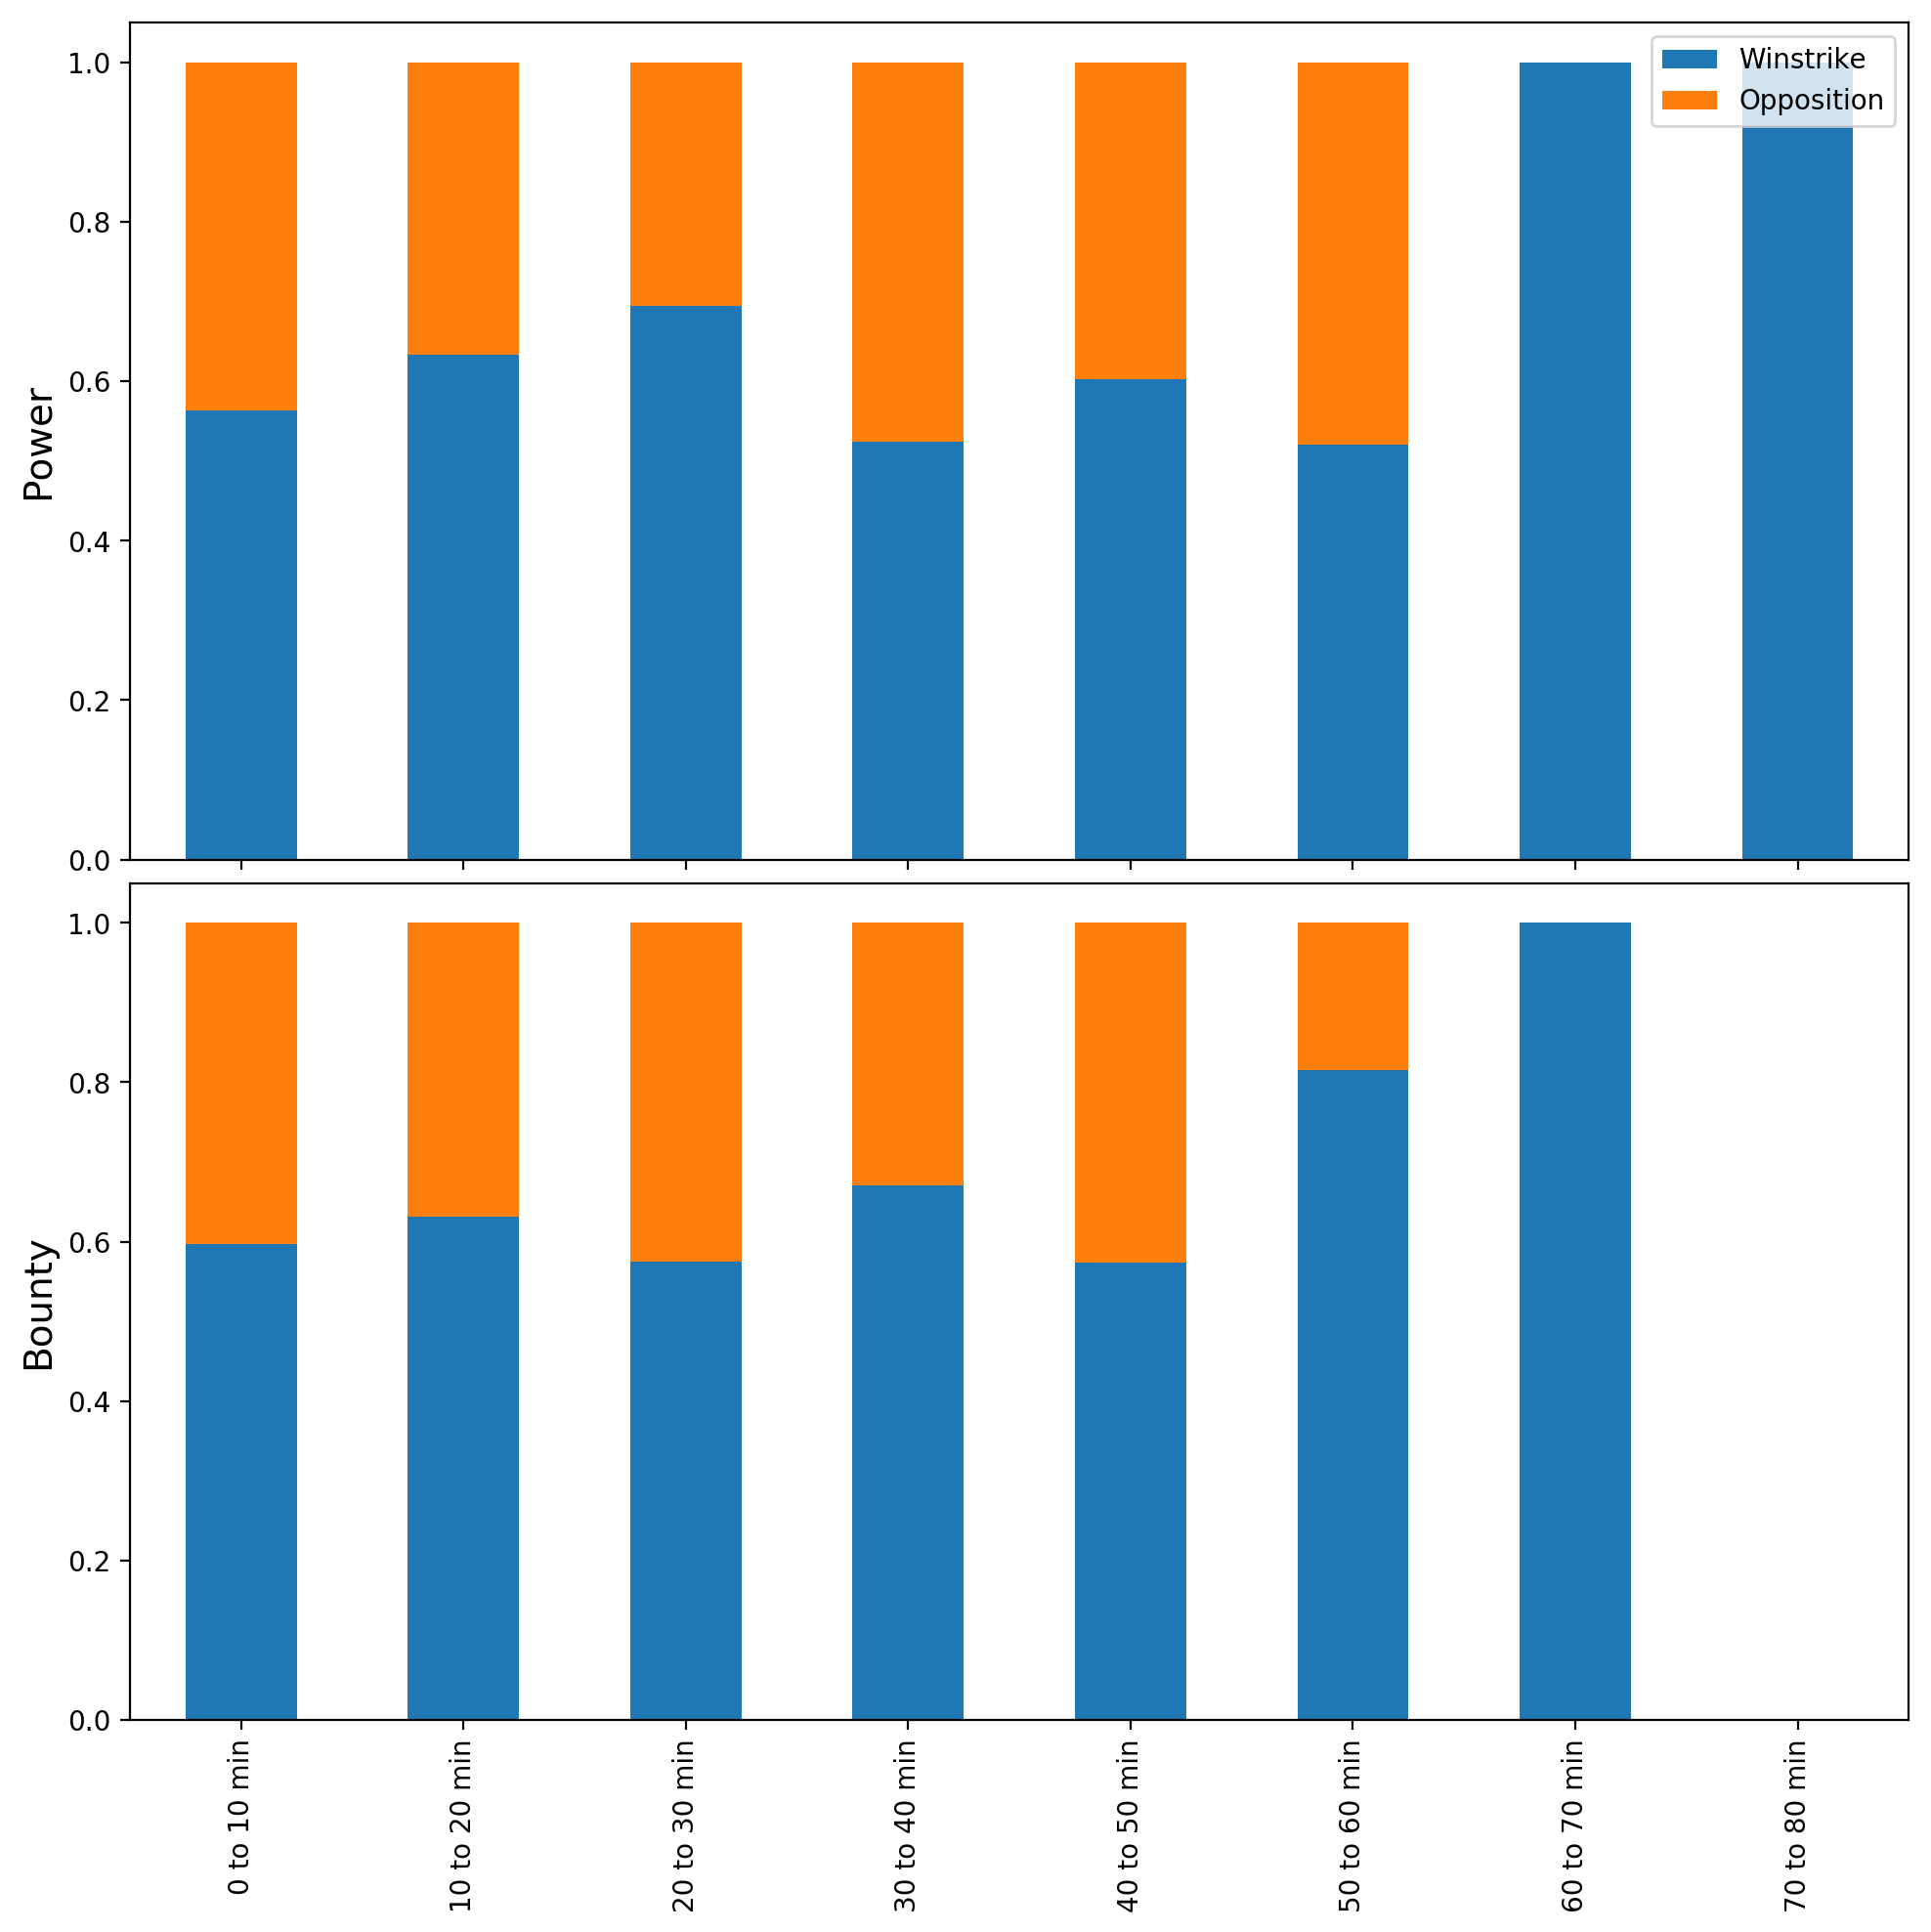 Winstrike
Opposition
Power
1.0
0.8
0.6
0.4
0.2
0.0
Bounty
1.0
0.8
0.6
0.4
0.2
0.0
0 to 10 min
10 to 20 min
20 to 30 min
30 to 40 min
40 to 50 min
50 to 60 min
60 to 70 min
70 to 80 min